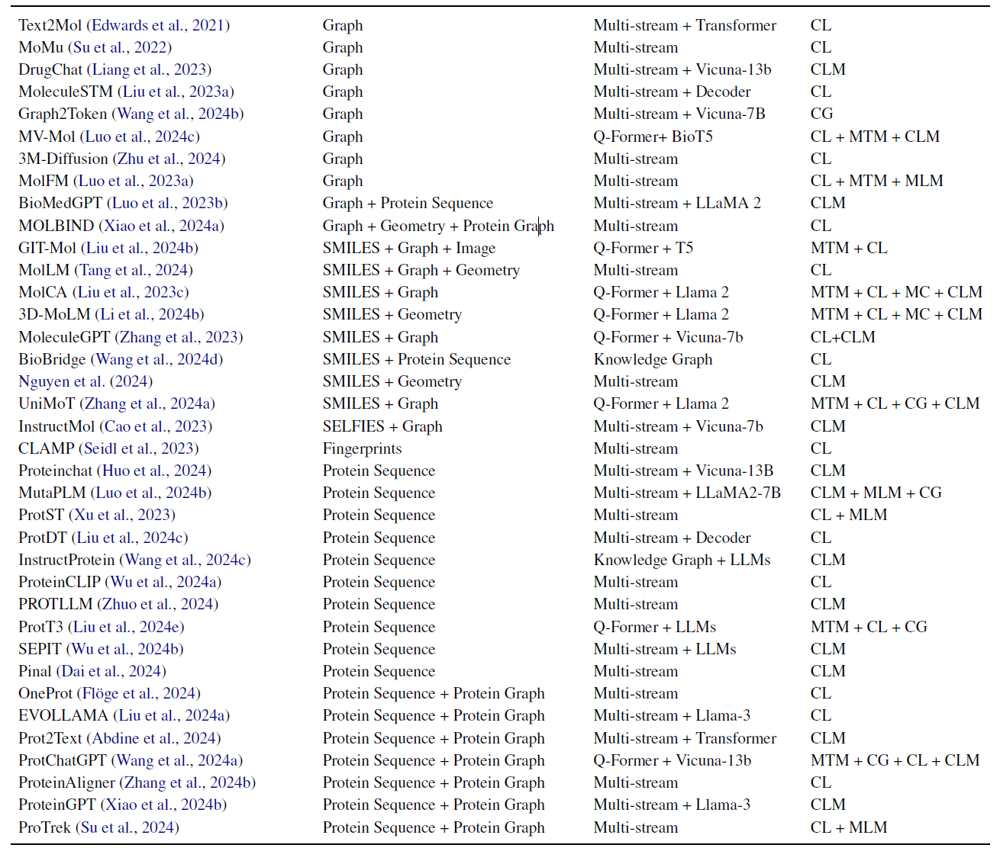 Text2Mol (Edwards et al., 2021) Graph Multi-stream + Transformer CL
MoMu (Su et al., 2022) Graph Multi-stream CL
DrugChat (Liang et al., 2023) Graph Multi-stream + Vicuna-13b CLM
MoleculeSTM (Liu et al., 2023a) Graph Multi-stream + Decoder CL
Graph2Token (Wang et al., 2024b) Graph Multi-stream + Vicuna-7B CG
MV-Mol (Luo et al., 2024c) Graph Q-Former+ BioT5 CL + MTM + CLM
3M-Diffusion (Zhu et al., 2024) Graph Multi-stream CL
MolFM (Luo et al., 2023a) Graph Multi-stream CL + MTM + MLM
BioMedGPT (Luo et al., 2023b) Graph + Protein Sequence Multi-stream + LLaMA 2 CLM
MOLBIND (Xiao et al., 2024a) Graph + Geometry + Protein Graph Multi-stream CL
GIT-Mol (Liu et al., 2024b) SMILES + Graph + Image Q-Former + T5 MTM + CL
MolLM (Tang et al., 2024) SMILES + Graph + Geometry Multi-stream CL
MolCA (Liu et al., 2023c) SMILES + Graph Q-Former + Llama 2 MTM + CL + MC + CLM
3D-MoLM (Li et al., 2024b) SMILES + Geometry Q-Former + Llama 2 MTM + CL + MC + CLM
MoleculeGPT (Zhang et al., 2023) SMILES + Graph Q-Former + Vicuna-7b CL+CLM
BioBridge (Wang et al., 2024d) SMILES + Protein Sequence Knowledge Graph CL
Nguyen et al. (2024) SMILES + Geometry Multi-stream CLM
UniMoT (Zhang et al., 2024a) SMILES + Graph Q-Former + Llama 2 MTM + CL + CG + CLM
InstructMol (Cao et al., 2023) SELFIES + Graph Multi-stream + Vicuna-7b CLM
CLAMP (Seidl et al., 2023) Fingerprints Multi-stream CL
Proteinchat (Huo et al., 2024) Protein Sequence Multi-stream + Vicuna-13B CLM
MutaPLM (Luo et al., 2024b) Protein Sequence Multi-stream + LLaMA2-7B CLM + MLM + CG
ProtST (Xu et al., 2023) Protein Sequence Multi-stream CL + MLM
ProtDT (Liu et al., 2024c) Protein Sequence Multi-stream + Decoder CL
InstructProtein (Wang et al., 2024c) Protein Sequence Knowledge Graph + LLMs CLM
ProteinCLIP (Wu et al., 2024a) Protein Sequence Multi-stream CL
PROTLLM (Zhuo et al., 2024) Protein Sequence Multi-stream CLM
ProtT3 (Liu et al., 2024e) Protein Sequence Q-Former + LLMs MTM + CL + CG
SEPIT (Wu et al., 2024b) Protein Sequence Multi-stream + LLMs CLM
Pinal (Dai et al., 2024) Protein Sequence Multi-stream CLM
OneProt (Flöge et al., 2024) Protein Sequence + Protein Graph Multi-stream CL
EVOLLAMA (Liu et al., 2024a) Protein Sequence + Protein Graph Multi-stream + Llama-3 CL
Prot2Text (Abdine et al., 2024) Protein Sequence + Protein Graph Multi-stream + Transformer CLM
ProtChatGPT (Wang et al., 2024a) Protein Sequence + Protein Graph Q-Former + Vicuna-13b MTM + CG + CL + CLM
ProteinAligner (Zhang et al., 2024b) Protein Sequence + Protein Graph Multi-stream CL
ProteinGPT (Xiao et al., 2024b) Protein Sequence + Protein Graph Multi-stream + Llama-3 CLM
ProTrek (Su et al., 2024) Protein Sequence + Protein Graph Multi-stream CL + MLM